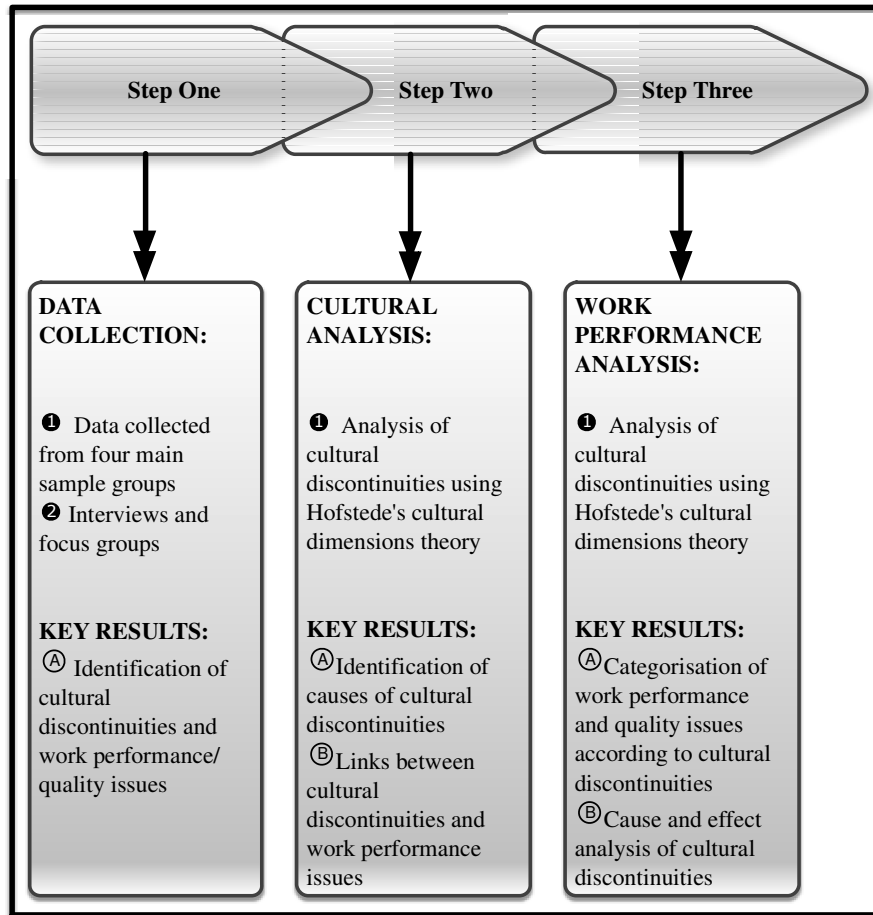 Step One
Step Two
Step Three
DATA
COLLECTION:
❶ Data collected
from four main
sample groups
❷ Interviews and
focus groups
KEY RESULTS:
Ⓐ Identification of
cultural
discontinuities and
work performance/
quality issues
CULTURAL
ANALYSIS:
❶ Analysis of
cultural
discontinuities using
Hofstede's cultural
dimensions theory
KEY RESULTS:
ⒶIdentification of
causes of cultural
discontinuities
ⒷLinks between
cultural
discontinuities and
work performance
issues
WORK
PERFORMANCE
ANALYSIS:
❶ Analysis of
cultural
discontinuities using
Hofstede's cultural
dimensions theory
KEY RESULTS:
ⒶCategorisation of
work performance
and quality issues
according to cultural
discontinuities
ⒷCause and effect
analysis of cultural
discontinuities